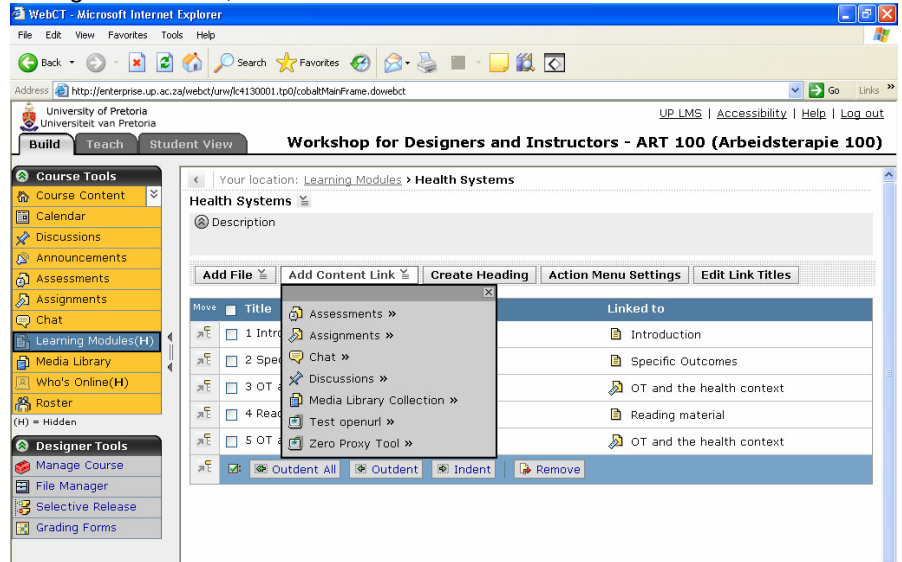 WebCT - Microsoft Internet Explorer
File Edit View Favorites Tools Help
Back Search Favorites
Address http://enterprise.up.ac.za/webct/urw/lc4130001.tp0/cobaltMainFrame.dowebct Go Links »
University of Pretoria
Universiteit van Pretoria
UP LMS | Accessibility | Help | Log out
Build Teach Student View Workshop for Designers and Instructors - ART 100 (Arbeidsterapie 100)
Course Tools
Course Content
Calendar
Discussions
Announcements
Assessments
Assignments
Chat
Learning Modules(H)
Media Library
Who's Online(H)
Roster
(H) = Hidden
Designer Tools
Manage Course
File Manager
Selective Release
Grading Forms
Your location: Learning Modules › Health Systems
Health Systems
Description
Add File Add Content Link Create Heading Action Menu Settings Edit Link Titles
Move Title Linked to
1 Intro Introduction
2 Spec Specific Outcomes
3 OT a OT and the health context
4 Read Reading material
5 OT a OT and the health context
Assessments »
Assignments »
Chat »
Discussions »
Media Library Collection »
Test openurl »
Zero Proxy Tool »
Outdent All Outdent Indent Remove